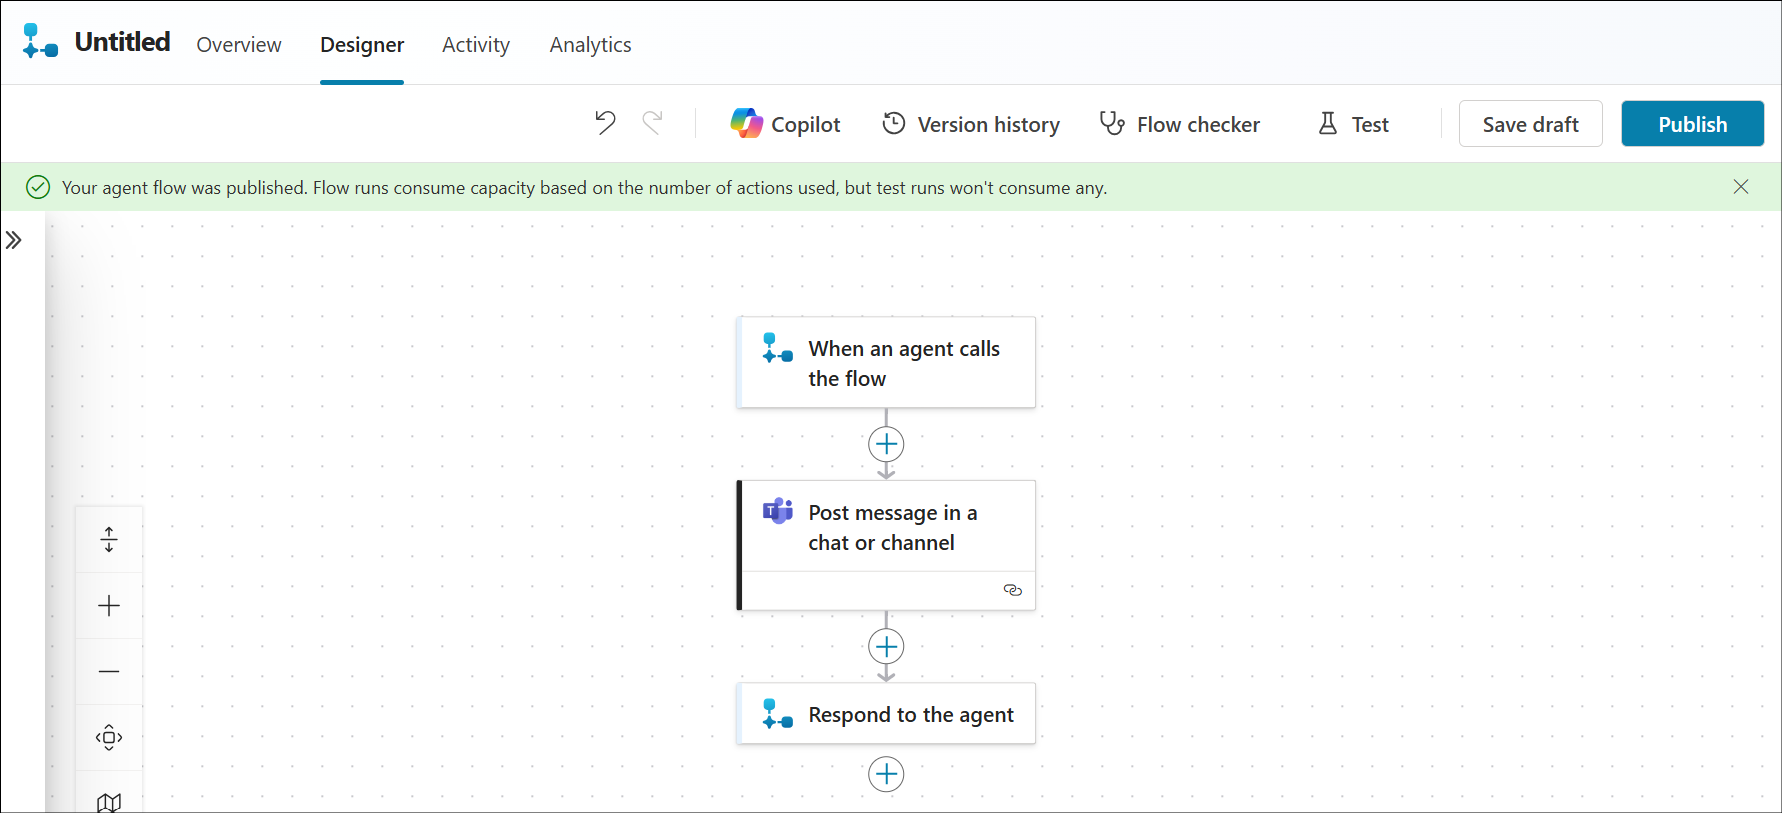 Untitled Overview Designer Activity Analytics
Copilot Version history Flow checker Test Save draft Publish
Your agent flow was published. Flow runs consume capacity based on the number of actions used, but test runs won't consume any.
When an agent calls
the flow
Post message in a
chat or channel
Respond to the agent